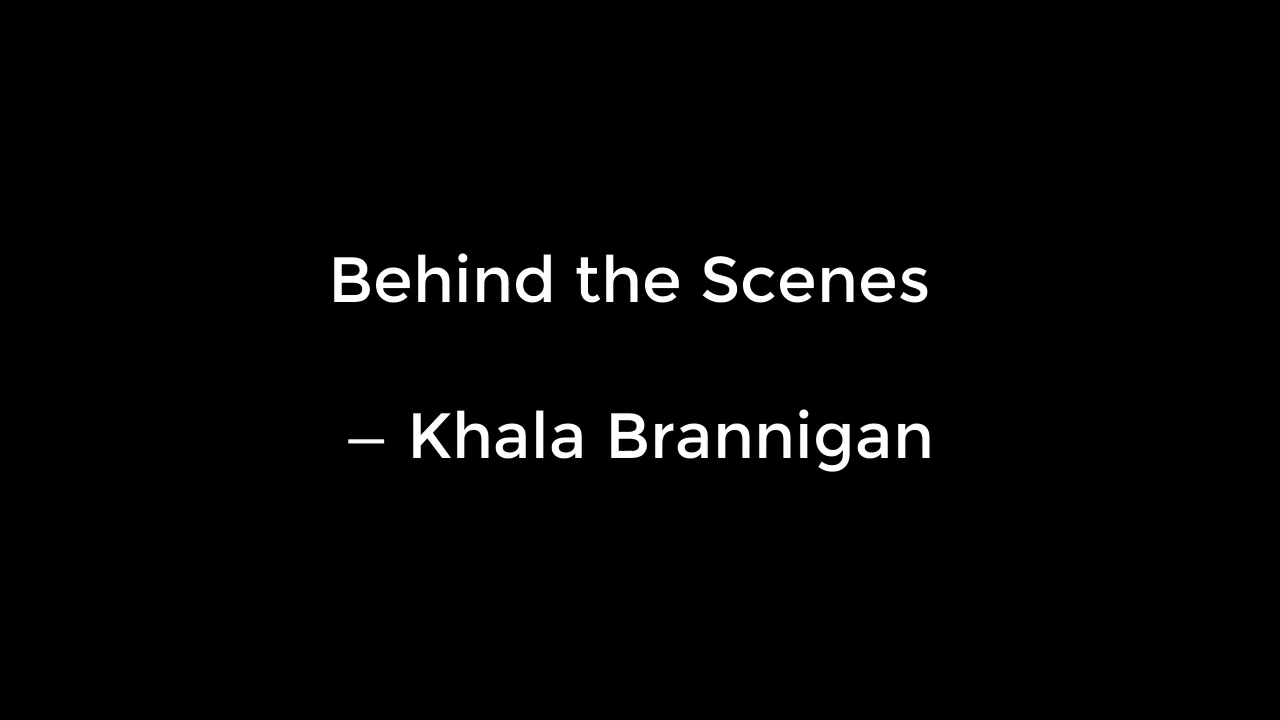 Behind the Scenes
– Khala Brannigan